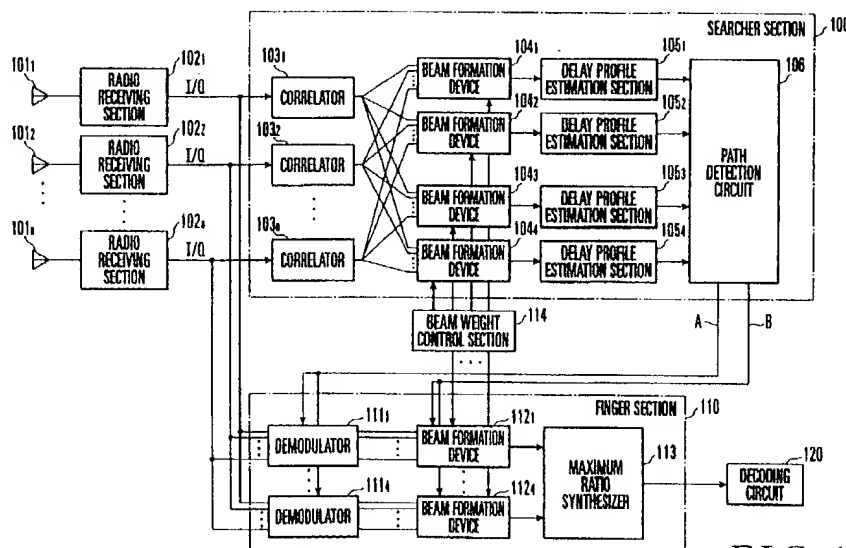 SEARCHER SECTION
100
101₁
102₁
RADIO
RECEIVING
SECTION
I/Q
103₁
CORRELATOR
104₁
BEAM FORMATION
DEVICE
105₁
DELAY PROFILE
ESTIMATION SECTION
106
PATH
DETECTION
CIRCUIT
101₂
102₂
RADIO
RECEIVING
SECTION
I/Q
103₂
CORRELATOR
104₂
BEAM FORMATION
DEVICE
105₂
DELAY PROFILE
ESTIMATION SECTION
104₃
BEAM FORMATION
DEVICE
105₃
DELAY PROFILE
ESTIMATION SECTION
102₈
RADIO
RECEIVING
SECTION
I/Q
CORRELATOR
104₄
BEAM FORMATION
DEVICE
105₄
DELAY PROFILE
ESTIMATION SECTION
BEAM WEIGHT
CONTROL SECTION
114
A
B
FINGER SECTION
110
DEMODULATOR
112₁
BEAM FORMATION
DEVICE
113
MAXIMUM
RATIO
SYNTHESIZER
120
DECODING
CIRCUIT
111₄
DEMODULATOR
112₄
BEAM FORMATION
DEVICE